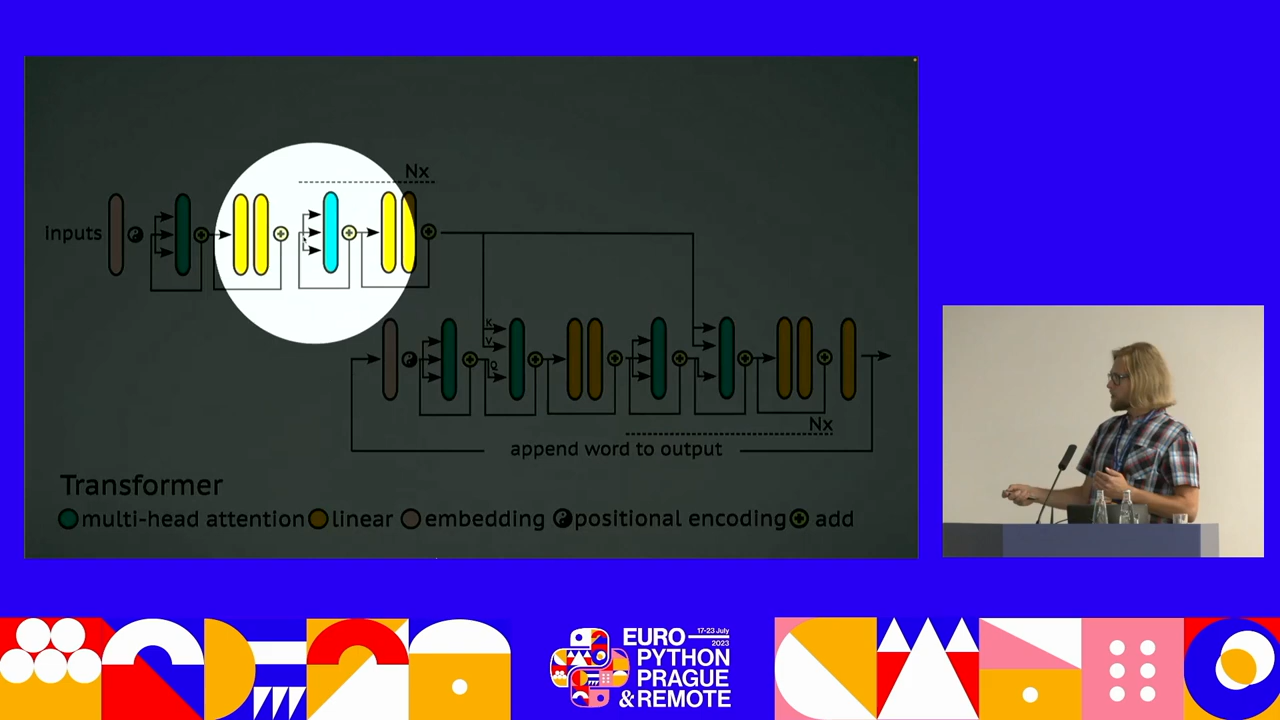 Nx
inputs
K
V
Q
Nx
append word to output
Transformer
multi-head attention linear embedding positional encoding add
EURO 17-23 July 2023
PYTHON
PRAGUE
& REMOTE